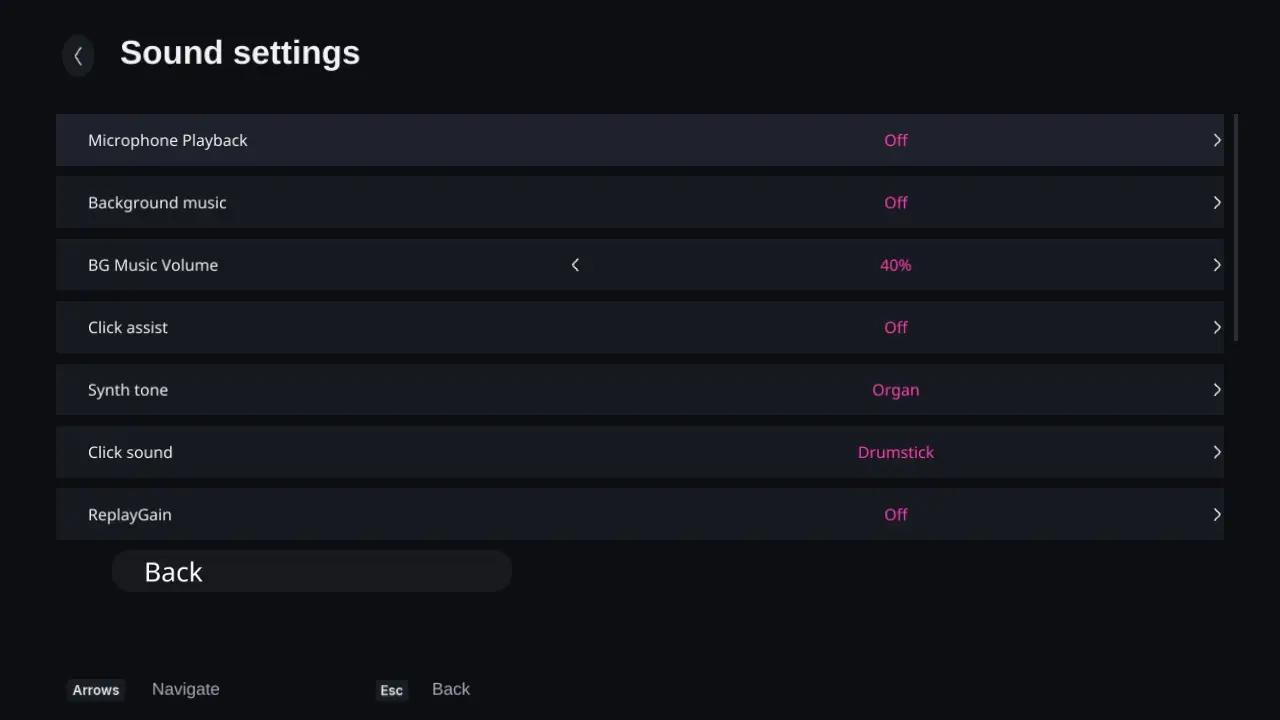 Sound settings
Microphone Playback Off
Background music Off
BG Music Volume 40%
Click assist Off
Synth tone Organ
Click sound Drumstick
ReplayGain Off
Back
Arrows Navigate Esc Back